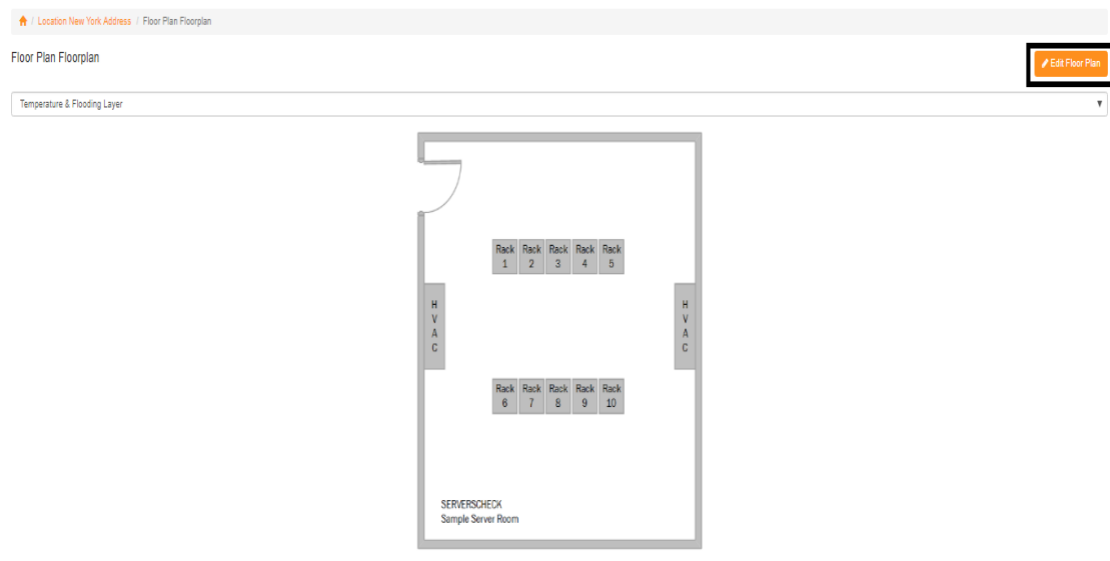 / Location New York Address / Floor Plan Floorplan
Floor Plan Floorplan
Edit Floor Plan
Temperature & Flooding Layer
Rack Rack Rack Rack Rack
1 2 3 4 5
H
V
A
C
H
V
A
C
Rack Rack Rack Rack Rack
6 7 8 9 10
SERVERSCHECK
Sample Server Room